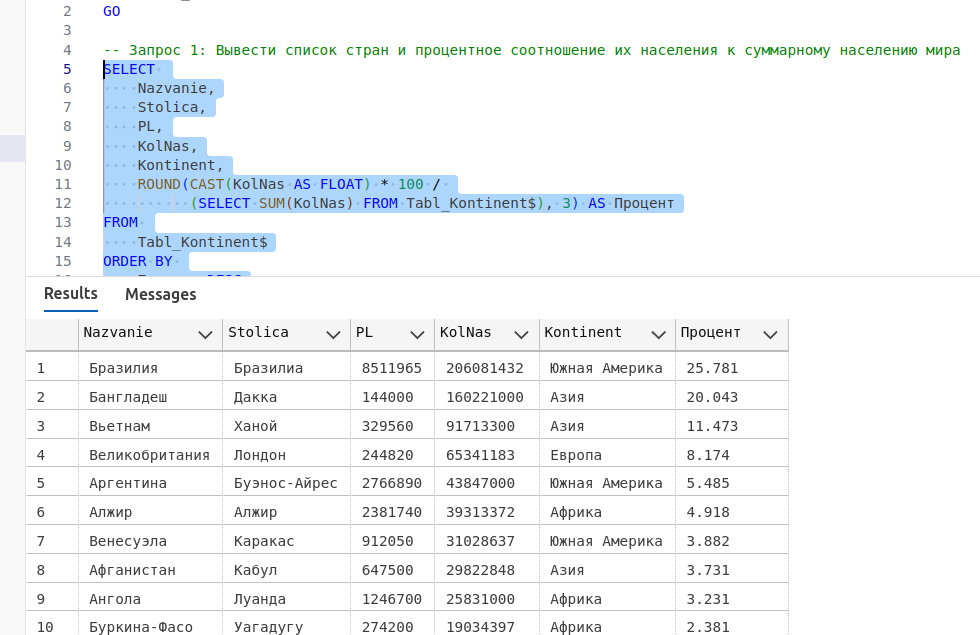 2 GO
3
4 -- Запрос 1: Вывести список стран и процентное соотношение их населения к суммарному населению мира
5 SELECT
6 Nazvanie,
7 Stolica,
8 PL,
9 KolNas,
10 Kontinent,
11 ROUND(CAST(KolNas AS FLOAT) * 100 /
12 (SELECT SUM(KolNas) FROM Tabl_Kontinent$), 3) AS Процент
13 FROM
14 Tabl_Kontinent$
15 ORDER BY
Results Messages
Nazvanie Stolica PL KolNas Kontinent Процент
1 Бразилия Бразилиа 8511965 206081432 Южная Америка 25.781
2 Бангладеш Дакка 144000 160221000 Азия 20.043
3 Вьетнам Ханой 329560 91713300 Азия 11.473
4 Великобритания Лондон 244820 65341183 Европа 8.174
5 Аргентина Буэнос-Айрес 2766890 43847000 Южная Америка 5.485
6 Алжир Алжир 2381740 39313372 Африка 4.918
7 Венесуэла Каракас 912050 31028637 Южная Америка 3.882
8 Афганистан Кабул 647500 29822848 Азия 3.731
9 Ангола Луанда 1246700 25831000 Африка 3.231
10 Буркина-Фасо Уагадугу 274200 19034397 Африка 2.381